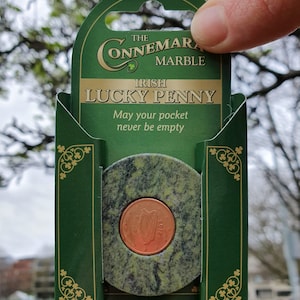 THE
CONNEMARA
MARBLE
IRISH
LUCKY PENNY
May your pocket
never be empty